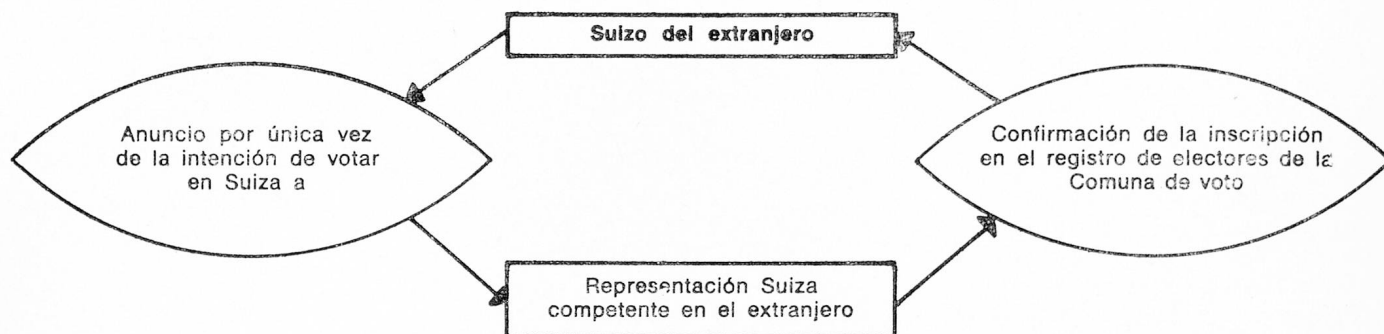 Suizo del extranjero
Anuncio por única vez
de la intención de votar
en Suiza a
Confirmación de la inscripción
en el registro de electores de la
Comuna de voto
Representación Suiza
competente en el extranjero